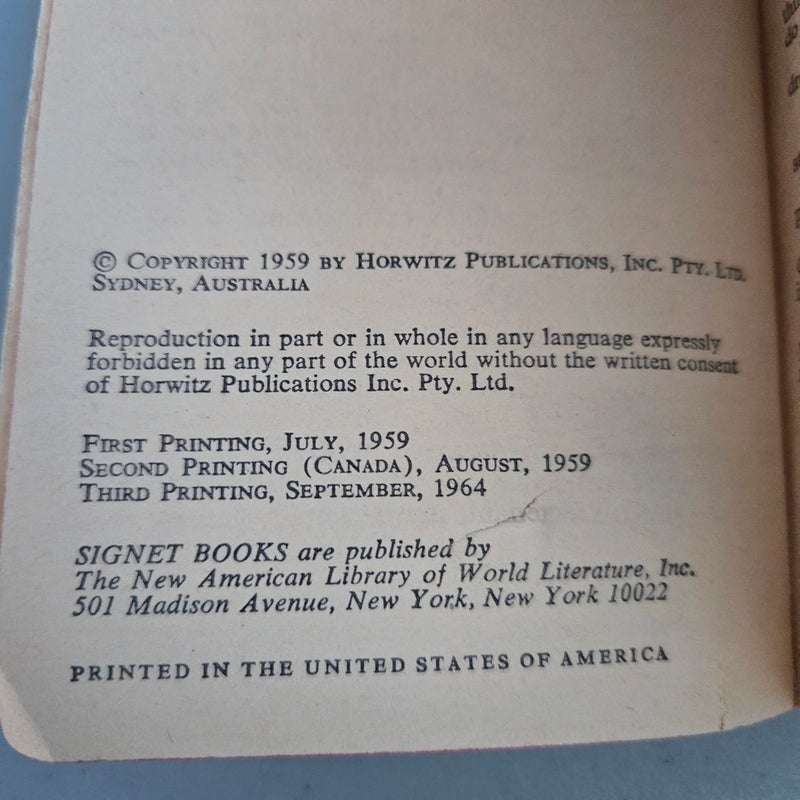 © COPYRIGHT 1959 BY HORWITZ PUBLICATIONS, INC. PTY. LTD.
SYDNEY, AUSTRALIA
Reproduction in part or in whole in any language expressly
forbidden in any part of the world without the written consent
of Horwitz Publications Inc. Pty. Ltd.
FIRST PRINTING, JULY, 1959
SECOND PRINTING (CANADA), AUGUST, 1959
THIRD PRINTING, SEPTEMBER, 1964
SIGNET BOOKS are published by
The New American Library of World Literature, Inc.
501 Madison Avenue, New York, New York 10022
PRINTED IN THE UNITED STATES OF AMERICA